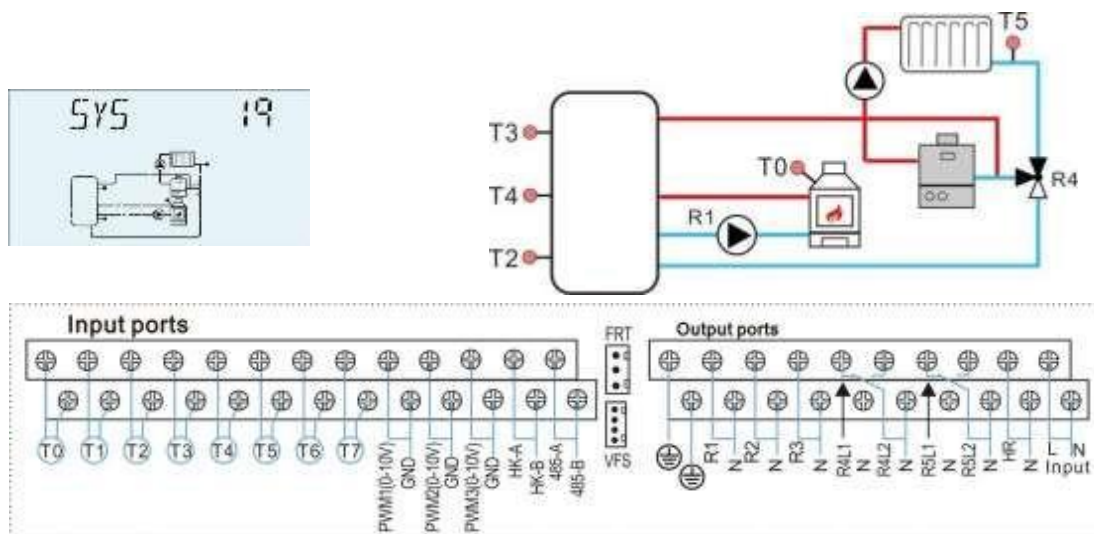 SYS 19
T5
T3
T0
T4
R4
R1
T2
Input ports
FRT
Output ports
T0 T1 T2 T3 T4 T5 T6 T7
PWM1(0-10V)
GND
PWM2(0-10V)
GND
PWM3(0-10V)
GND
HK-A
HK-B
485-A
485-B
VFS
R1
N
R2
N
R3
N
R4L1
N
R4L2
N
R5L1
N
R5L2
N
HR
N
L N
Input